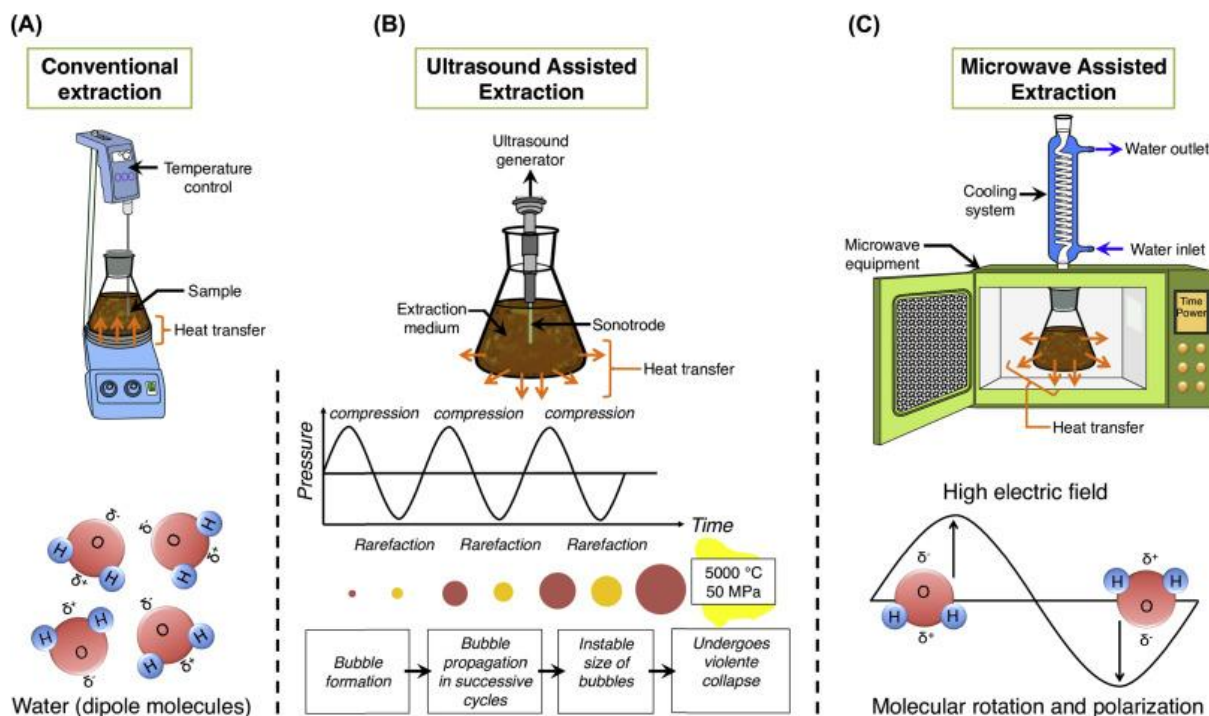 (A)
Conventional
extraction
Temperature
control
Sample
Heat transfer
δ-
O
H
H
δ+
δ-
H
O
H
δ+
δ+
H
H
O
δ-
δ-
O
H
H
δ+
Water (dipole molecules)
(B)
Ultrasound Assisted
Extraction
Ultrasound
generator
Extraction
medium
Sonotrode
Heat transfer
compression
compression
compression
Pressure
Time
Rarefaction
Rarefaction
Rarefaction
5000 °C
50 MPa
Bubble
formation
Bubble
propagation
in successive
cycles
Instable
size of
bubbles
Undergoes
violente
collapse
(C)
Microwave Assisted
Extraction
Water outlet
Cooling
system
Water inlet
Microwave
equipment
Time
Power
Heat transfer
High electric field
δ-
O
H
H
δ+
δ+
H
H
O
δ-
Molecular rotation and polarization